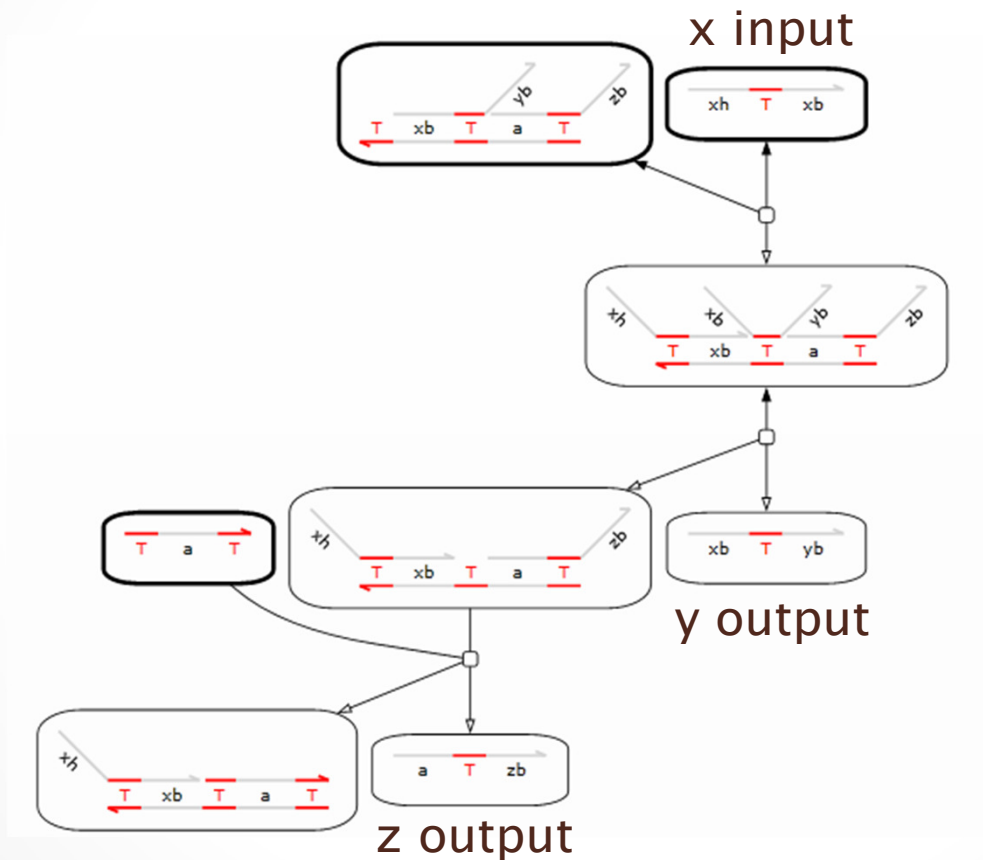 x input
yb zb
T xb T a T
xh T xb
xh xb yb zb
T xb T a T
T a T
xh zb
T xb T a T
xb T yb
y output
xh
T xb T a T
a T zb
z output